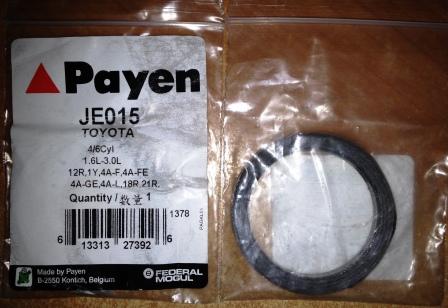 Payen
JE015
TOYOTA
4/6Cyl
1.6L-3.0L
12R,1Y,4A-F,4A-FE
4A-GE,4A-L,18R,21R,
Quantity / 数量 1
1378
6 13313 27392 6
Made by Payen
B-2550 Kontich, Belgium
FEDERAL
MOGUL